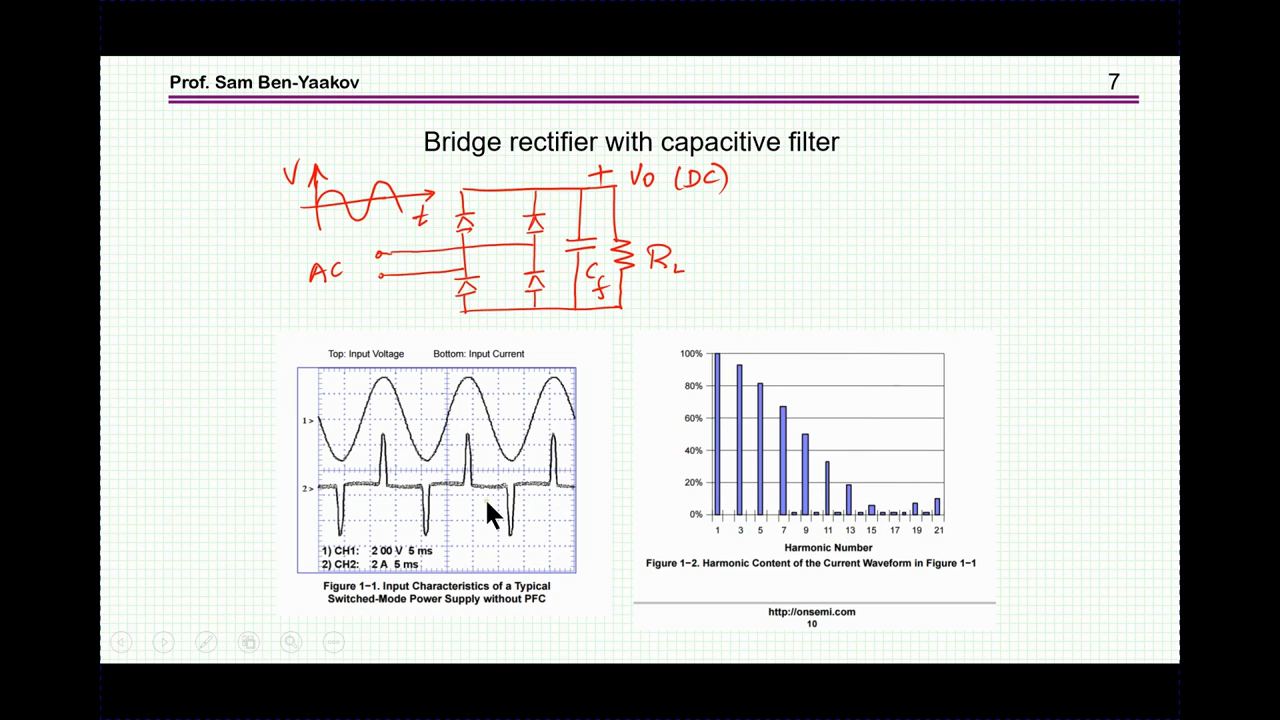 Prof. Sam Ben-Yaakov
7
Bridge rectifier with capacitive filter
V
t
+ Vo (DC)
AC
Cf
RL
Top: Input Voltage Bottom: Input Current
1>
2>
1) CH1: 2 00 V 5 ms
2) CH2: 2 A 5 ms
Figure 1−1. Input Characteristics of a Typical
Switched-Mode Power Supply without PFC
100%
80%
60%
40%
20%
0%
1 3 5 7 9 11 13 15 17 19 21
Harmonic Number
Figure 1−2. Harmonic Content of the Current Waveform in Figure 1−1
http://onsemi.com
10